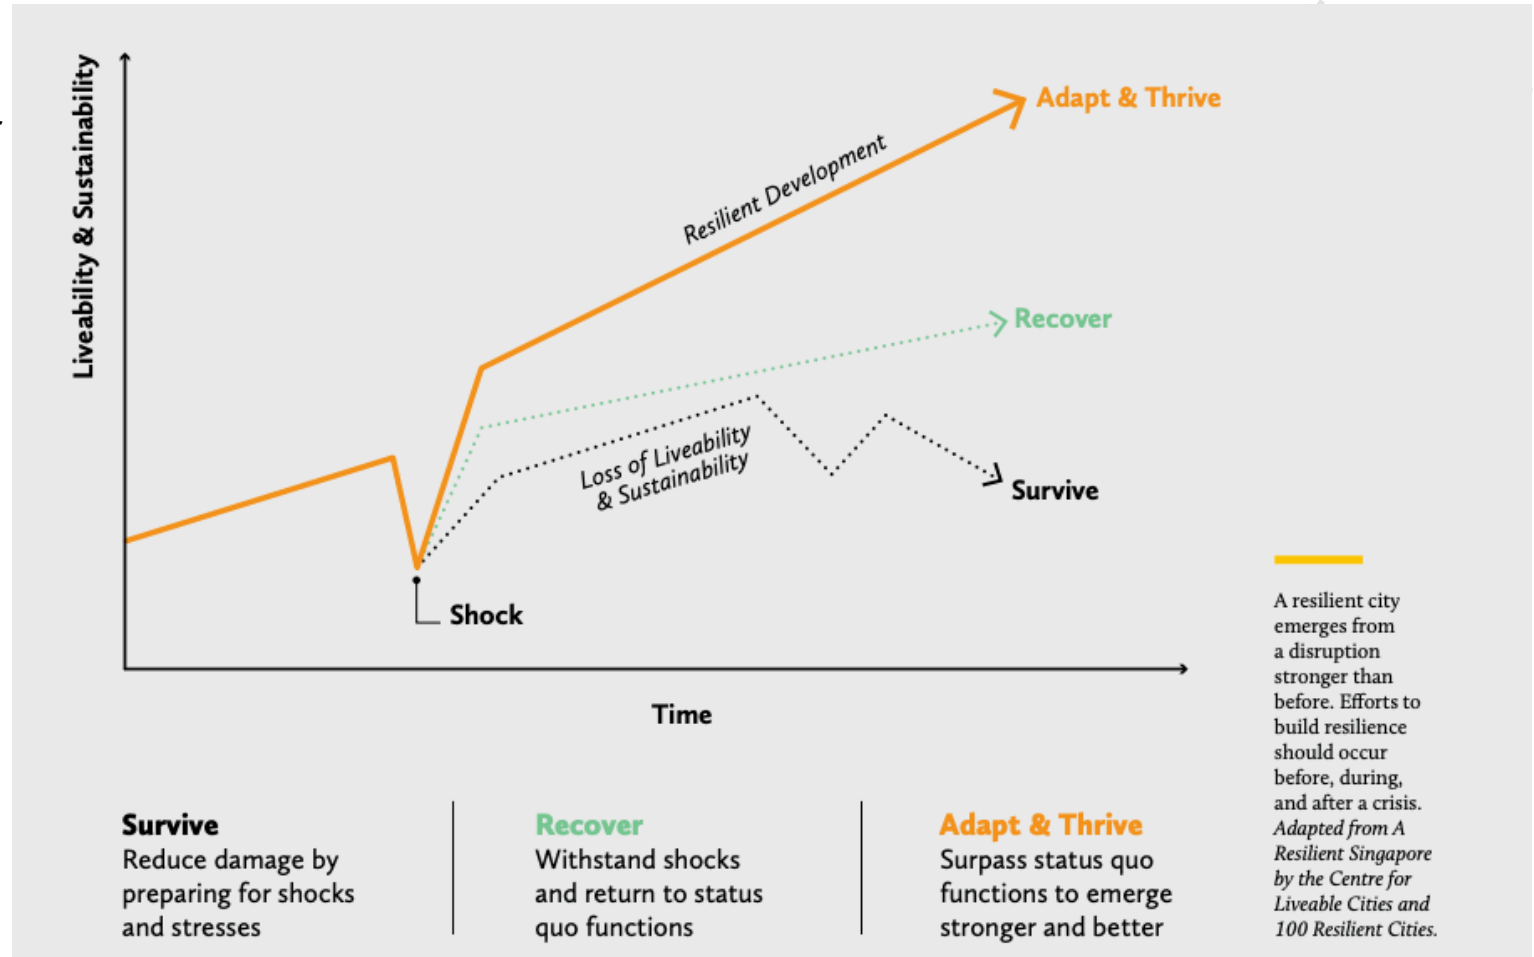 Liveability & Sustainability
Adapt & Thrive
Resilient Development
Recover
Loss of Liveability
& Sustainability
Survive
Shock
Time
Survive
Reduce damage by
preparing for shocks
and stresses
Recover
Withstand shocks
and return to status
quo functions
Adapt & Thrive
Surpass status quo
functions to emerge
stronger and better
A resilient city
emerges from
a disruption
stronger than
before. Efforts to
build resilience
should occur
before, during,
and after a crisis.
Adapted from A
Resilient Singapore
by the Centre for
Liveable Cities and
100 Resilient Cities.